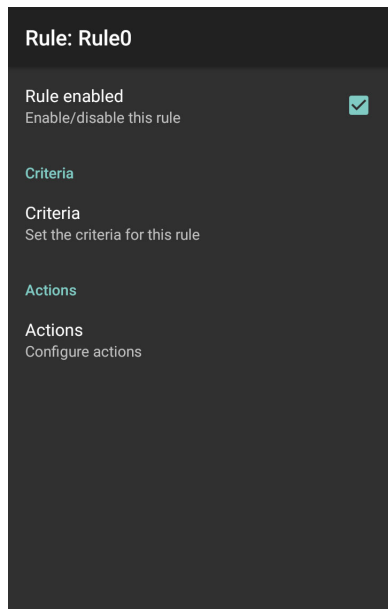 Rule: Rule0
Rule enabled
Enable/disable this rule
Criteria
Criteria
Set the criteria for this rule
Actions
Actions
Configure actions